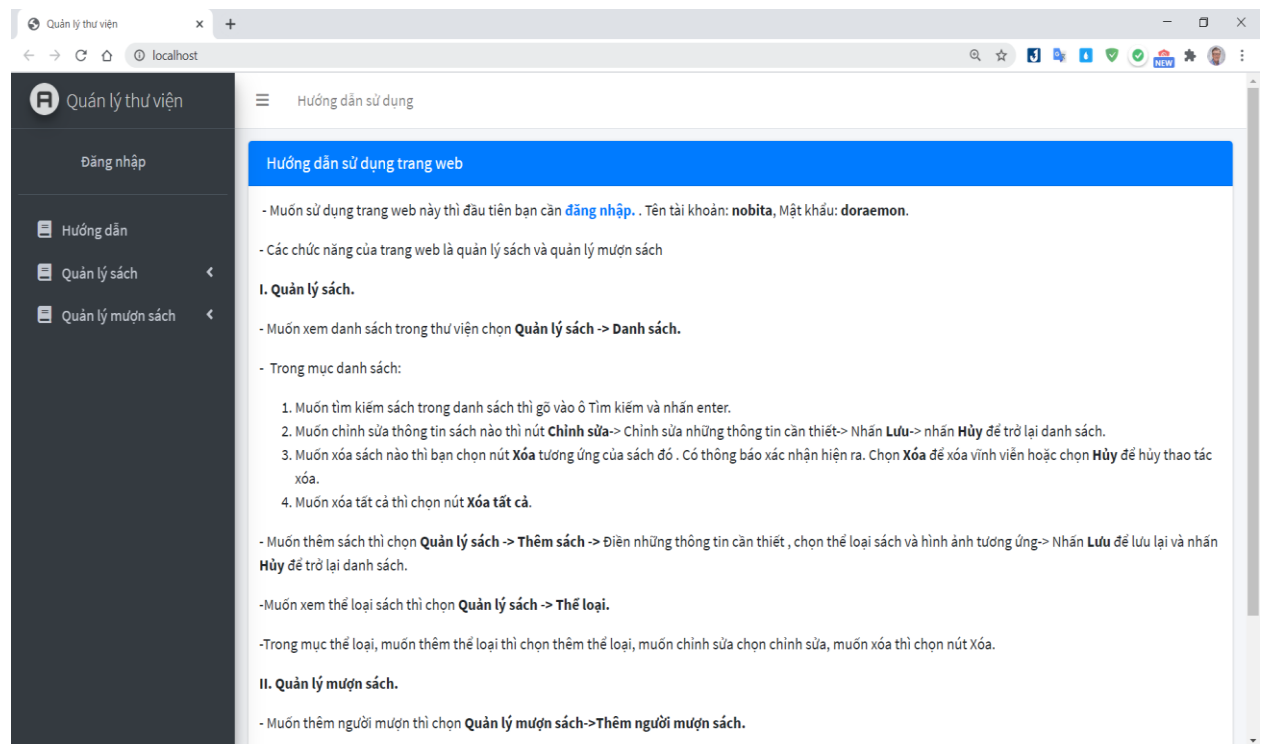 Quản lý thư viện
localhost
NEW
Quản lý thư viện
Hướng dẫn sử dụng
Đăng nhập
Hướng dẫn
Quản lý sách
Quản lý mượn sách
Hướng dẫn sử dụng trang web
- Muốn sử dụng trang web này thì đầu tiên bạn cần đăng nhập. . Tên tài khoản: nobita, Mật khẩu: doraemon.
- Các chức năng của trang web là quản lý sách và quản lý mượn sách
I. Quản lý sách.
- Muốn xem danh sách trong thư viện chọn Quản lý sách -> Danh sách.
- Trong mục danh sách:
1. Muốn tìm kiếm sách trong danh sách thì gõ vào ô Tìm kiếm và nhấn enter.
2. Muốn chỉnh sửa thông tin sách nào thì nút Chỉnh sửa-> Chỉnh sửa những thông tin cần thiết-> Nhấn Lưu-> nhấn Hủy để trở lại danh sách.
3. Muốn xóa sách nào thì bạn chọn nút Xóa tương ứng của sách đó . Có thông báo xác nhận hiện ra. Chọn Xóa để xóa vĩnh viễn hoặc chọn Hủy để hủy thao tác
xóa.
4. Muốn xóa tất cả thì chọn nút Xóa tất cả.
- Muốn thêm sách thì chọn Quản lý sách -> Thêm sách -> Điền những thông tin cần thiết , chọn thể loại sách và hình ảnh tương ứng-> Nhấn Lưu để lưu lại và nhấn
Hủy để trở lại danh sách.
-Muốn xem thể loại sách thì chọn Quản lý sách -> Thể loại.
-Trong mục thể loại, muốn thêm thể loại thì chọn thêm thể loại, muốn chỉnh sửa chọn chỉnh sửa, muốn xóa thì chọn nút Xóa.
II. Quản lý mượn sách.
- Muốn thêm người mượn thì chọn Quản lý mượn sách->Thêm người mượn sách.